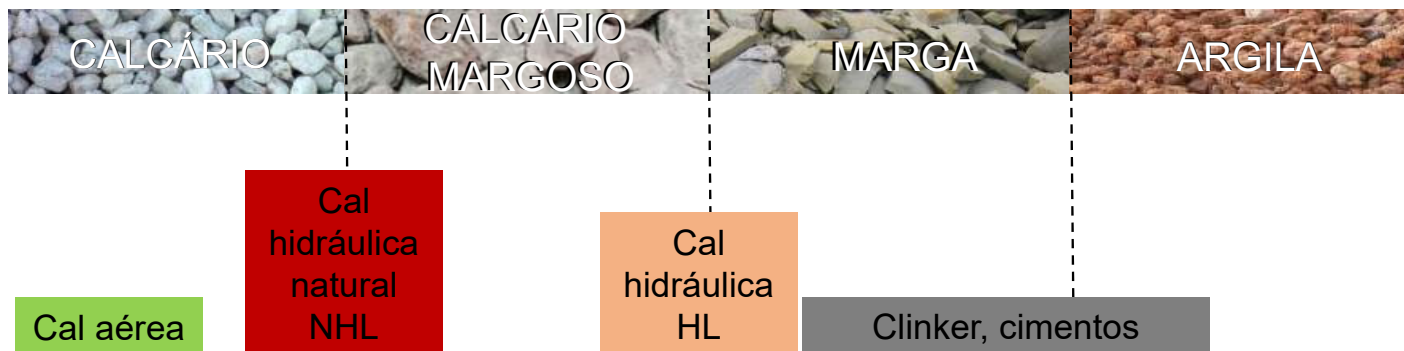 CALCÁRIO
CALCÁRIO
MARGOSO
MARGA
ARGILA
Cal
hidráulica
natural
NHL
Cal
hidráulica
HL
Cal aérea
Clinker, cimentos